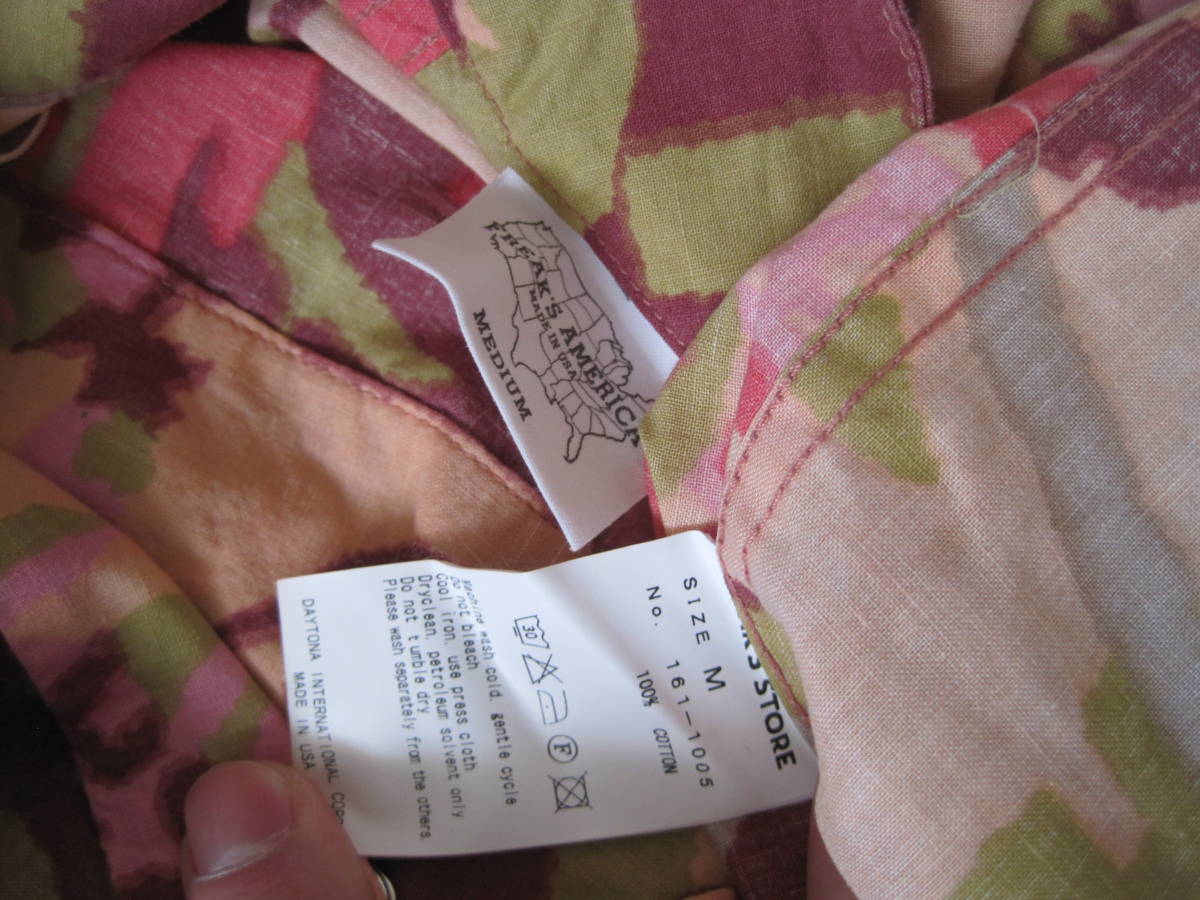 FREAK'S AMERICA
MADE IN USA
MEDIUM
STORE
SIZE M
No. 161-1005
100% COTTON
30
F
Machine wash cold, gentle cycle
Do not bleach
Cool iron, use press cloth
Dryclean, petroleum solvent only
Do not tumble dry
Please wash separately from the others.
DAYTONA INTERNATIONAL CORP
MADE IN USA